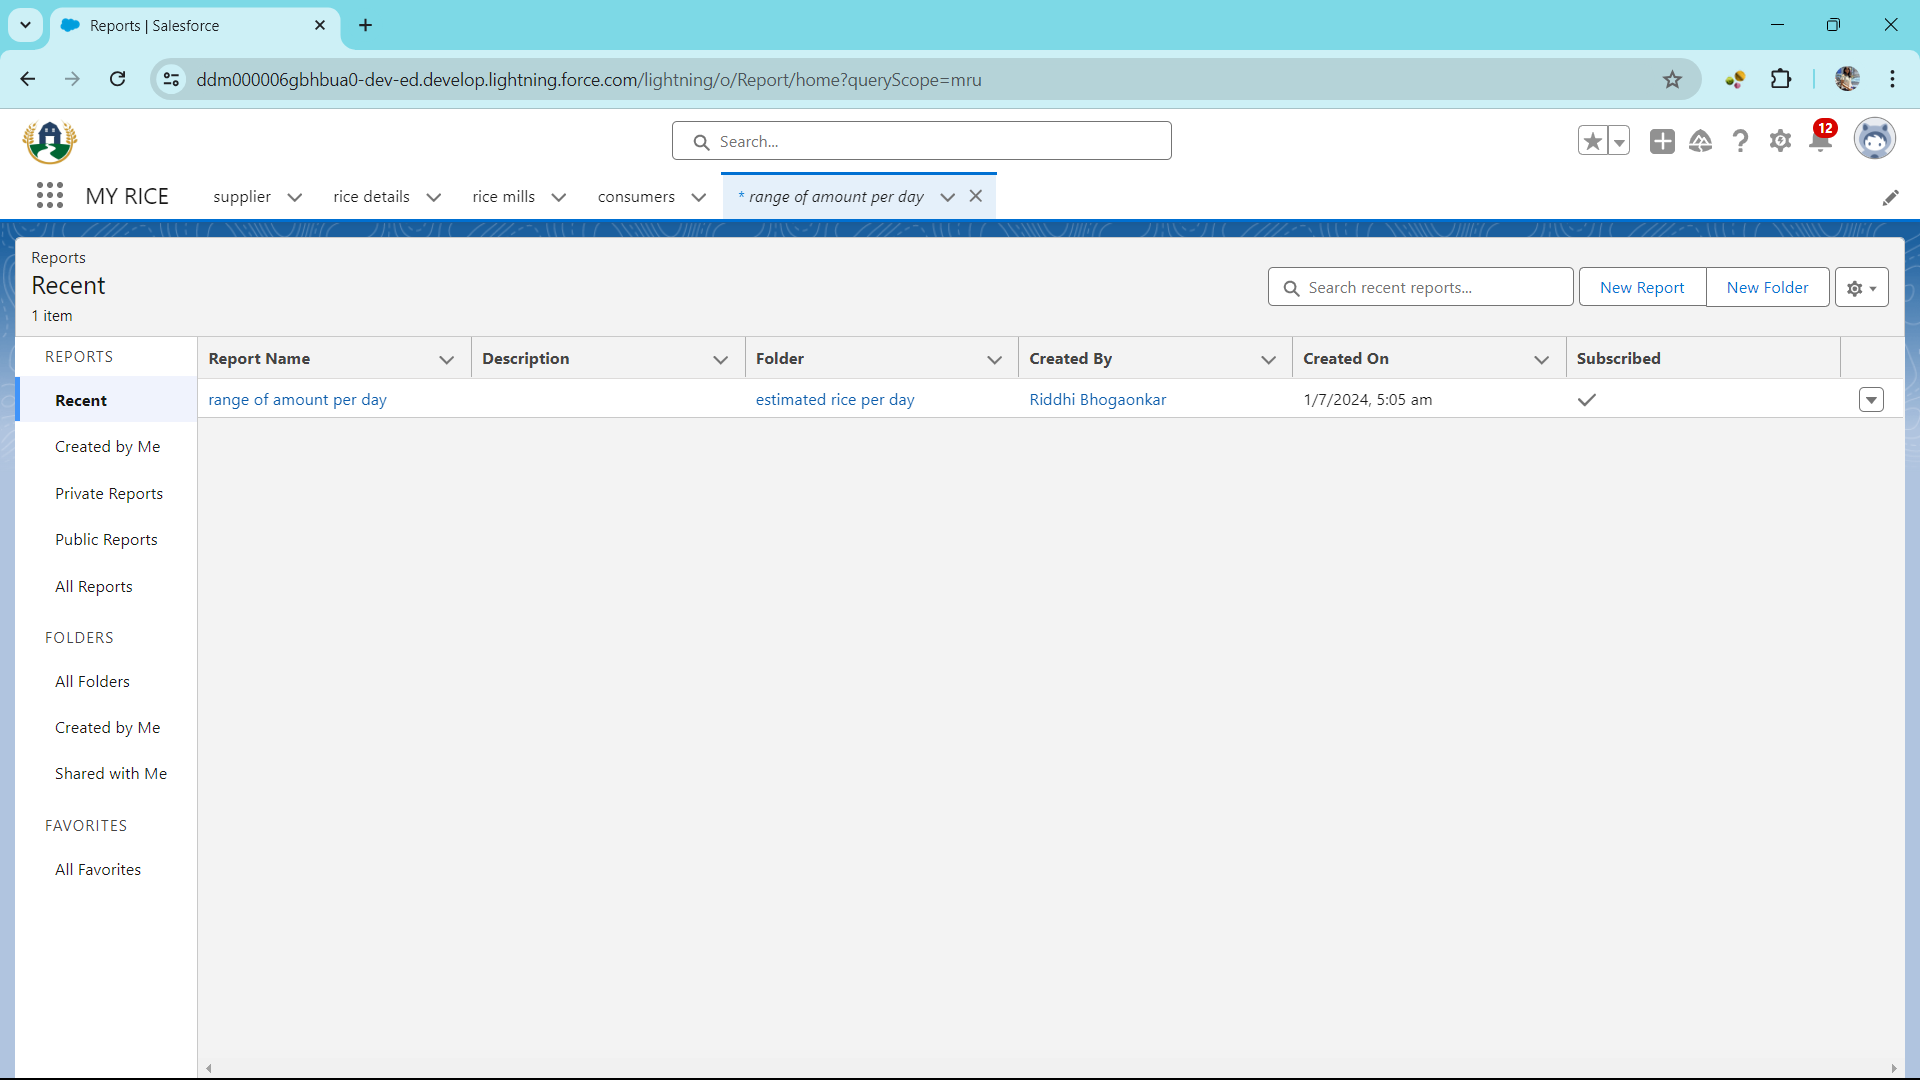 Reports | Salesforce
ddm000006gbhbua0-dev-ed.develop.lightning.force.com/lightning/o/Report/home?queryScope=mru
Search...
12
MY RICE
supplier
rice details
rice mills
consumers
* range of amount per day
Reports
Recent
1 item
Search recent reports...
New Report
New Folder
REPORTS
Recent
Created by Me
Private Reports
Public Reports
All Reports
FOLDERS
All Folders
Created by Me
Shared with Me
FAVORITES
All Favorites
Report Name Description Folder Created By Created On Subscribed
range of amount per day estimated rice per day Riddhi Bhogaonkar 1/7/2024, 5:05 am